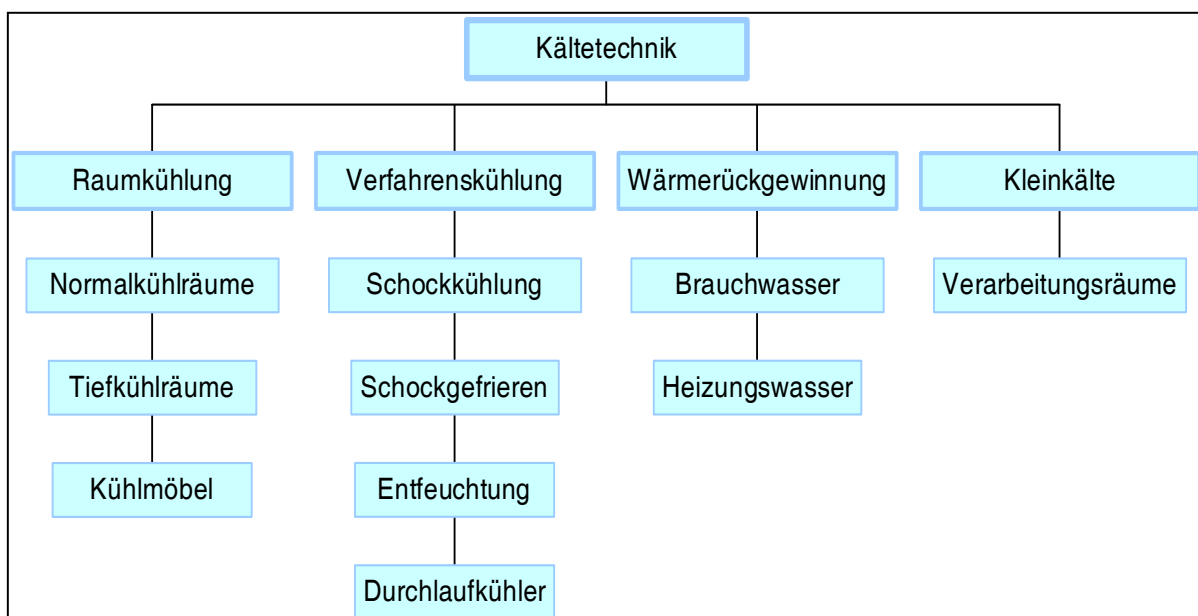 Kältetechnik
Raumkühlung
Verfahrenskühlung
Wärmerückgewinnung
Kleinkälte
Normalkühlräume
Schockkühlung
Brauchwasser
Verarbeitungsräume
Tiefkühlräume
Schockgefrieren
Heizungswasser
Kühlmöbel
Entfeuchtung
Durchlaufkühler